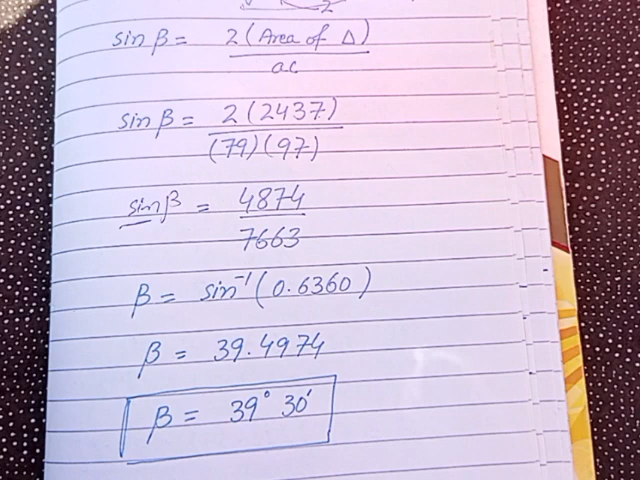 sin β = 2 (Area of Δ) / ac
sin β = 2 (2437) / (79)(97)
sin β = 4874 / 7663
β = sin⁻¹ (0.6360)
β = 39.4974
β = 39° 30'